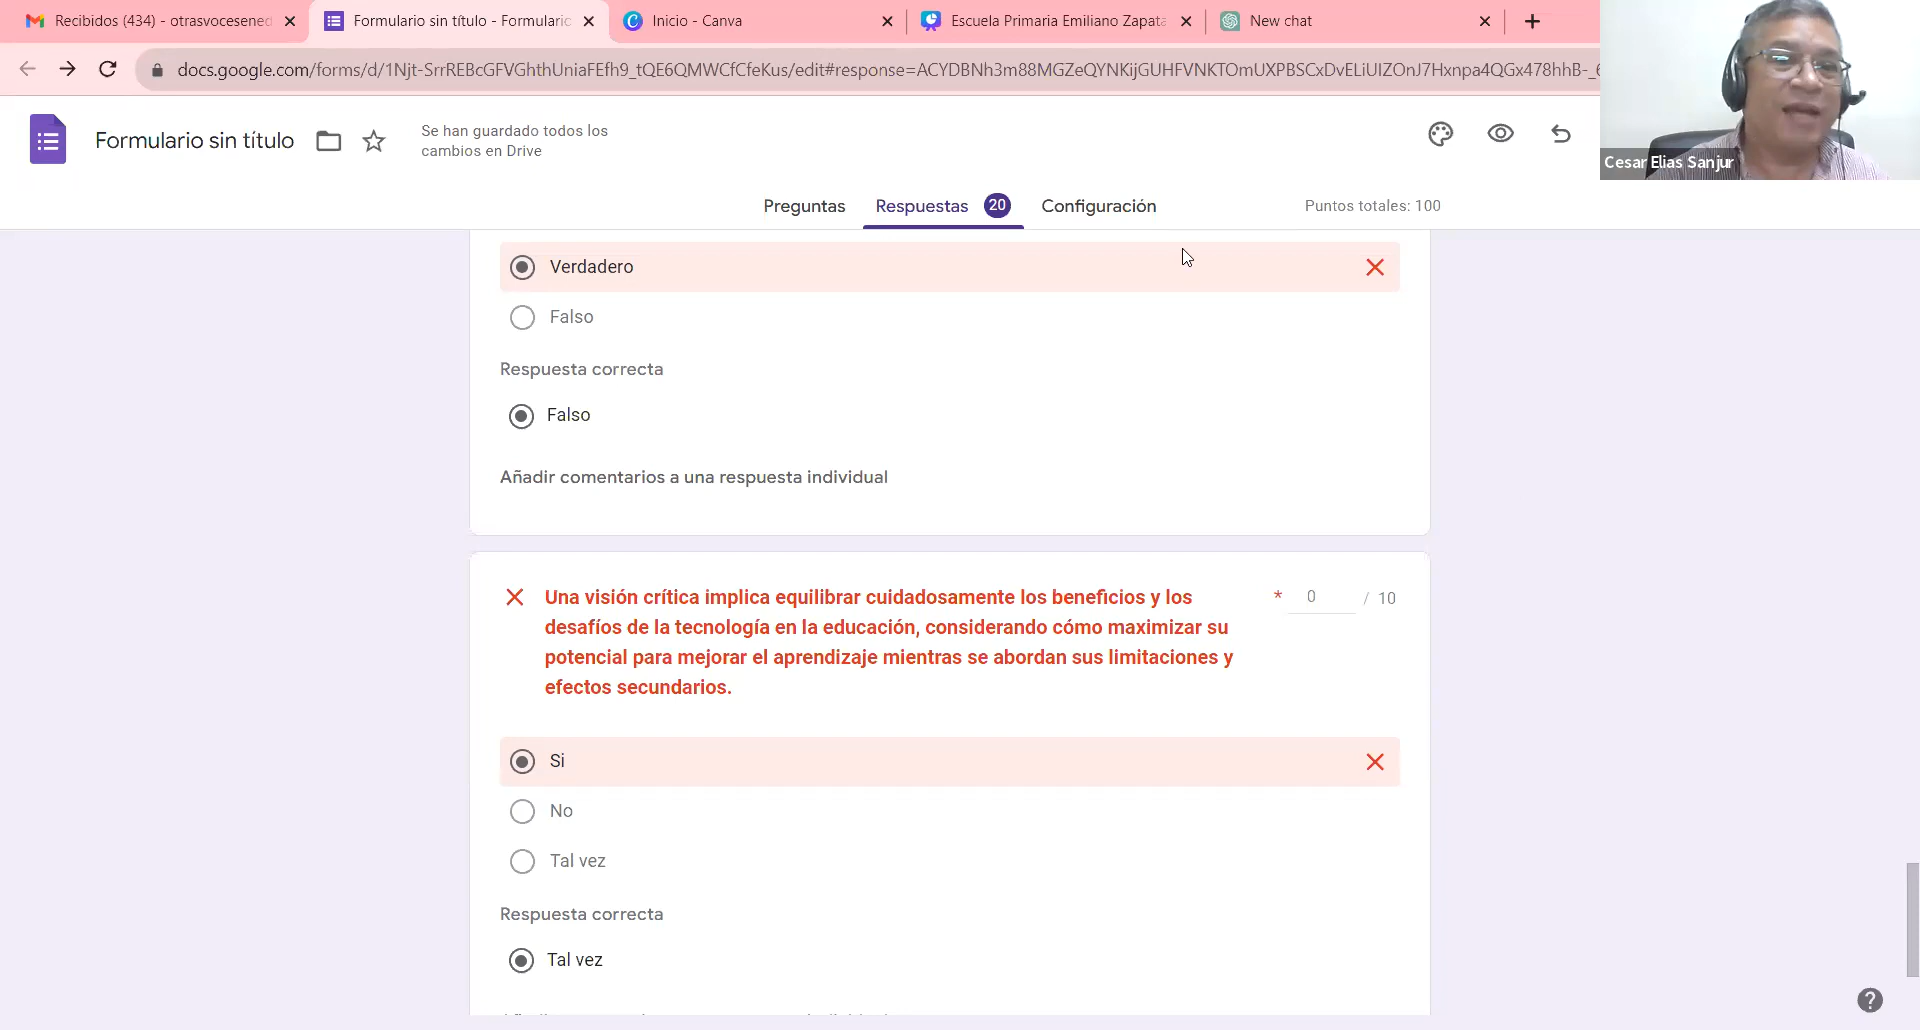 Recibidos (434) - otrasvocesened
Formulario sin título - Formularic
Inicio - Canva
Escuela Primaria Emiliano Zapata
New chat
docs.google.com/forms/d/1Njt-SrrREBcGFVGhthUniaFEfh9_tQE6QMWCfCfeKus/edit#response=ACYDBNh3m88MGZeQYNKijGUHFVNKTOmUXPBSCxDvELiUIZOnJ7Hxnpa4QGx478hhB-_6
Formulario sin título
Se han guardado todos los
cambios en Drive
Cesar Elias Sanjur
Preguntas
Respuestas 20
Configuración
Puntos totales: 100
Verdadero
Falso
Respuesta correcta
Falso
Añadir comentarios a una respuesta individual
Una visión crítica implica equilibrar cuidadosamente los beneficios y los * 0 / 10
desafíos de la tecnología en la educación, considerando cómo maximizar su
potencial para mejorar el aprendizaje mientras se abordan sus limitaciones y
efectos secundarios.
Si
No
Tal vez
Respuesta correcta
Tal vez